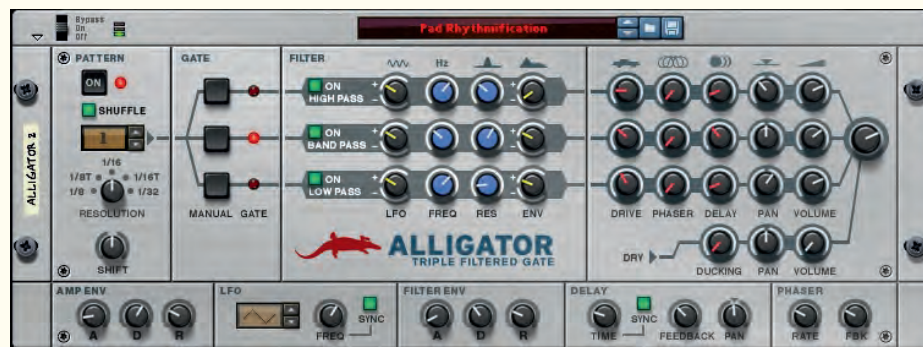 Bypass
On
Off
Pad Rhythmification
PATTERN
GATE
FILTER
ON
SHUFFLE
1
1/16
1/8T
1/16T
1/8
1/32
RESOLUTION
SHIFT
MANUAL GATE
Hz
ON
HIGH PASS
ON
BAND PASS
ON
LOW PASS
+
−
+
−
+
−
+
−
+
−
+
−
LFO FREQ RES ENV
DRIVE PHASER DELAY PAN VOLUME
ALLIGATOR
TRIPLE FILTERED GATE
DRY
DUCKING PAN VOLUME
ALLIGATOR 2
AMP ENV
A D R
LFO
FREQ
SYNC
FILTER ENV
A D R
DELAY
TIME
SYNC
FEEDBACK PAN
PHASER
RATE FBK